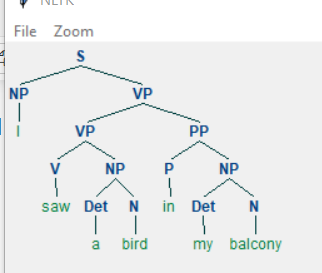 NLTK
File Zoom
S
NP VP
I VP PP
V NP P NP
saw Det N in Det N
a bird my balcony